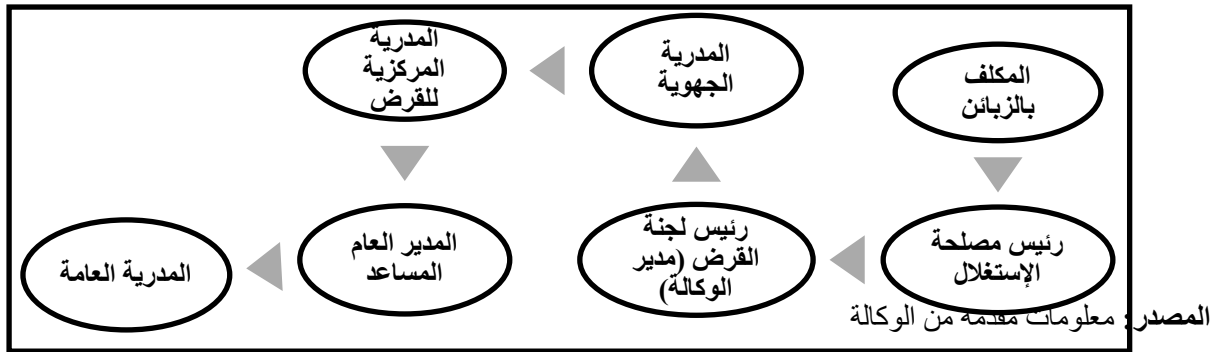 المكلف
بالزبائن
رئيس مصلحة
الإستغلال
رئيس لجنة
القرض (مدير
الوكالة)
المدرية
الجهوية
المدرية
المركزية
للقرض
المدير العام
المساعد
المدرية العامة
المصدر: معلومات مقدمة من الوكالة